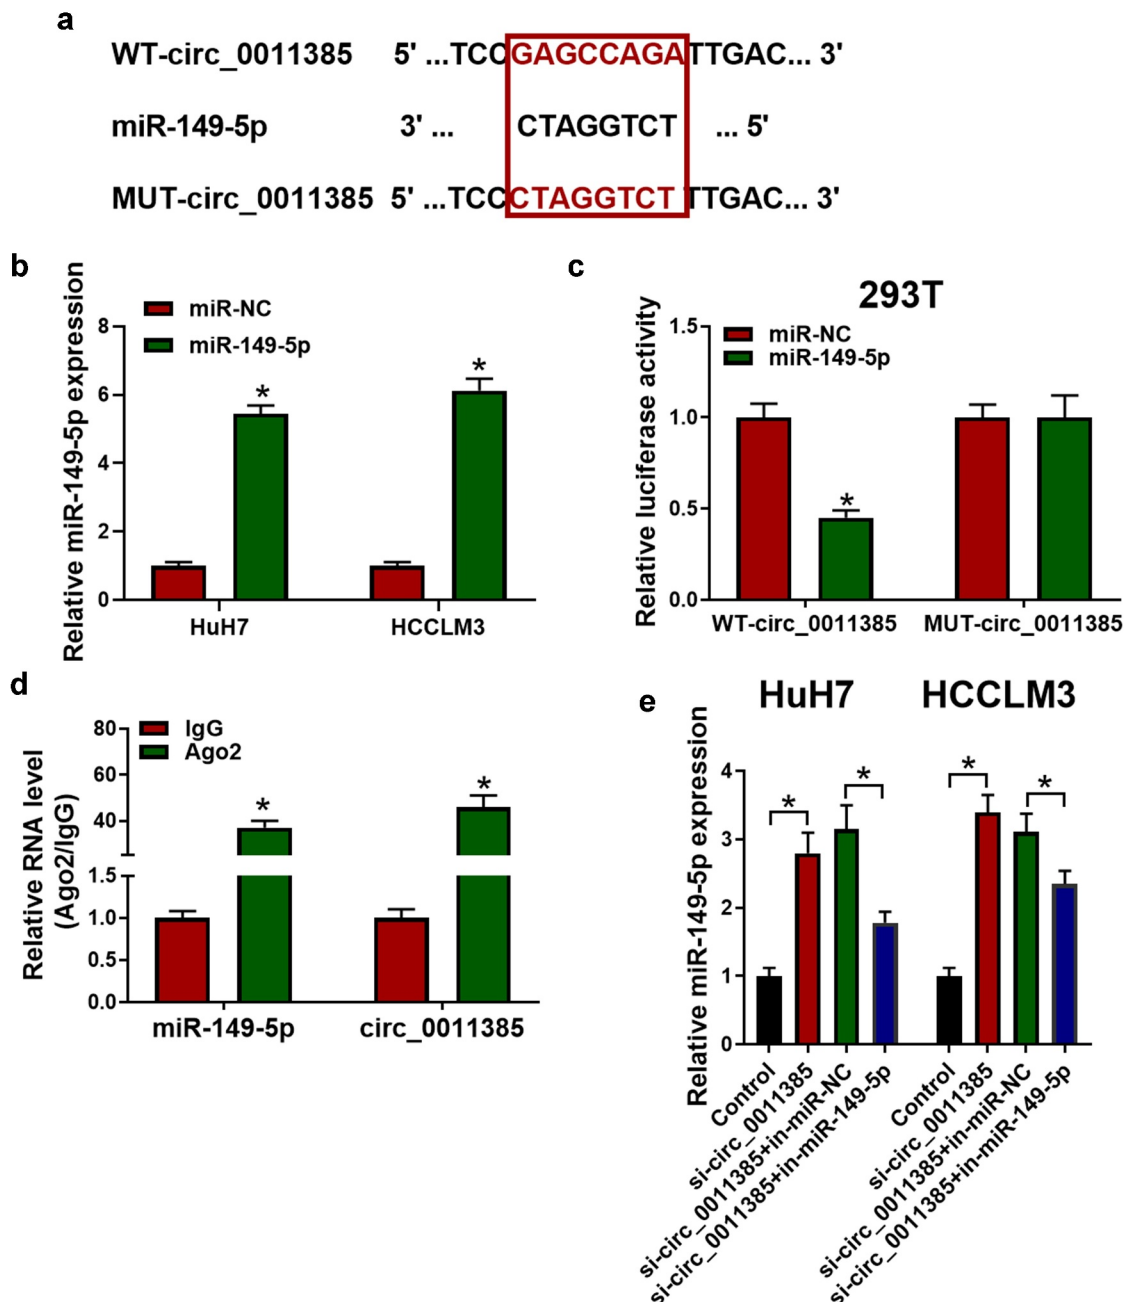 a
WT-circ_0011385 5' ...TCCGAGCCAGATTGAC... 3'
miR-149-5p 3' ... CTAGGTCT ... 5'
MUT-circ_0011385 5' ...TCCCTAGGTCTTTGAC... 3'
b
Relative miR-149-5p expression
miR-NC
miR-149-5p
8
6
4
2
0
*
*
HuH7
HCCLM3
c
293T
Relative luciferase activity
miR-NC
miR-149-5p
1.5
1.0
0.5
0.0
*
WT-circ_0011385
MUT-circ_0011385
d
Relative RNA level
(Ago2/IgG)
IgG
Ago2
80
60
40
1.5
1.0
0.5
0.0
*
*
miR-149-5p
circ_0011385
e
HuH7
HCCLM3
Relative miR-149-5p expression
4
3
2
1
0
*
*
*
*
Control
si-circ_0011385
si-circ_0011385+in-miR-NC
si-circ_0011385+in-miR-149-5p
Control
si-circ_0011385
si-circ_0011385+in-miR-NC
si-circ_0011385+in-miR-149-5p